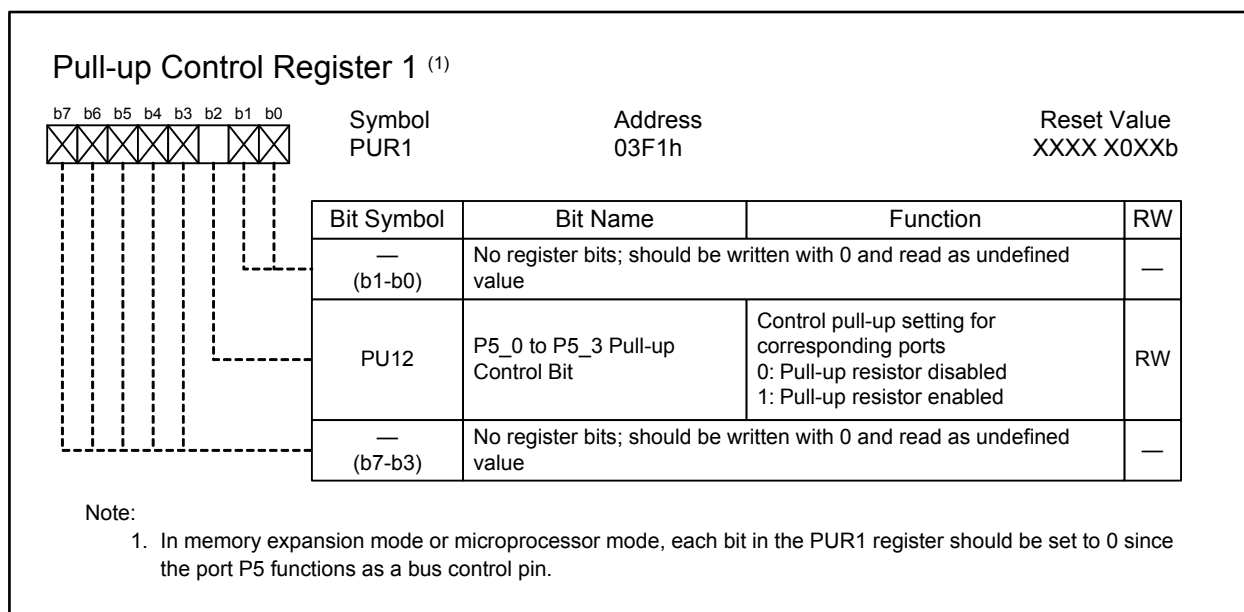 Pull-up Control Register 1 (1)
b7 b6 b5 b4 b3 b2 b1 b0
Symbol Address Reset Value
PUR1 03F1h XXXX X0XXb
Bit Symbol Bit Name Function RW
—
(b1-b0)
No register bits; should be written with 0 and read as undefined
value
—
PU12
P5_0 to P5_3 Pull-up
Control Bit
Control pull-up setting for
corresponding ports
0: Pull-up resistor disabled
1: Pull-up resistor enabled
RW
—
(b7-b3)
No register bits; should be written with 0 and read as undefined
value
—
Note:
1. In memory expansion mode or microprocessor mode, each bit in the PUR1 register should be set to 0 since
the port P5 functions as a bus control pin.